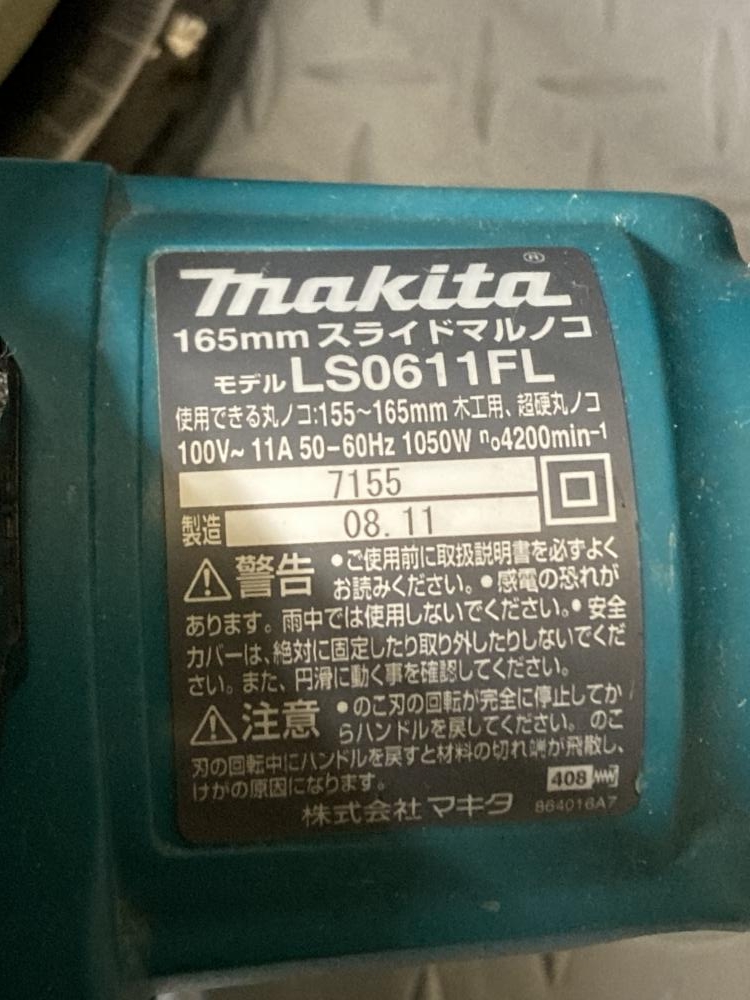 makita®
165mm スライドマルノコ
モデル LS0611FL
使用できる丸ノコ:155~165mm 木工用、超硬丸ノコ
100V~ 11A 50-60Hz 1050W n₀4200min⁻¹
7155
製造 08.11
⚠警告 •ご使用前に取扱説明書を必ずよく
お読みください。•感電の恐れが
あります。雨中では使用しないでください。•安全
カバーは、絶対に固定したり取り外したりしないでくだ
さい。また、円滑に動く事を確認してください。
⚠注意 •のこ刃の回転が完全に停止してか
らハンドルを戻してください。のこ
刃の回転中にハンドルを戻すと材料の切れ端が飛散し、
けがの原因になります。
408
株式会社 マキタ 864016A7